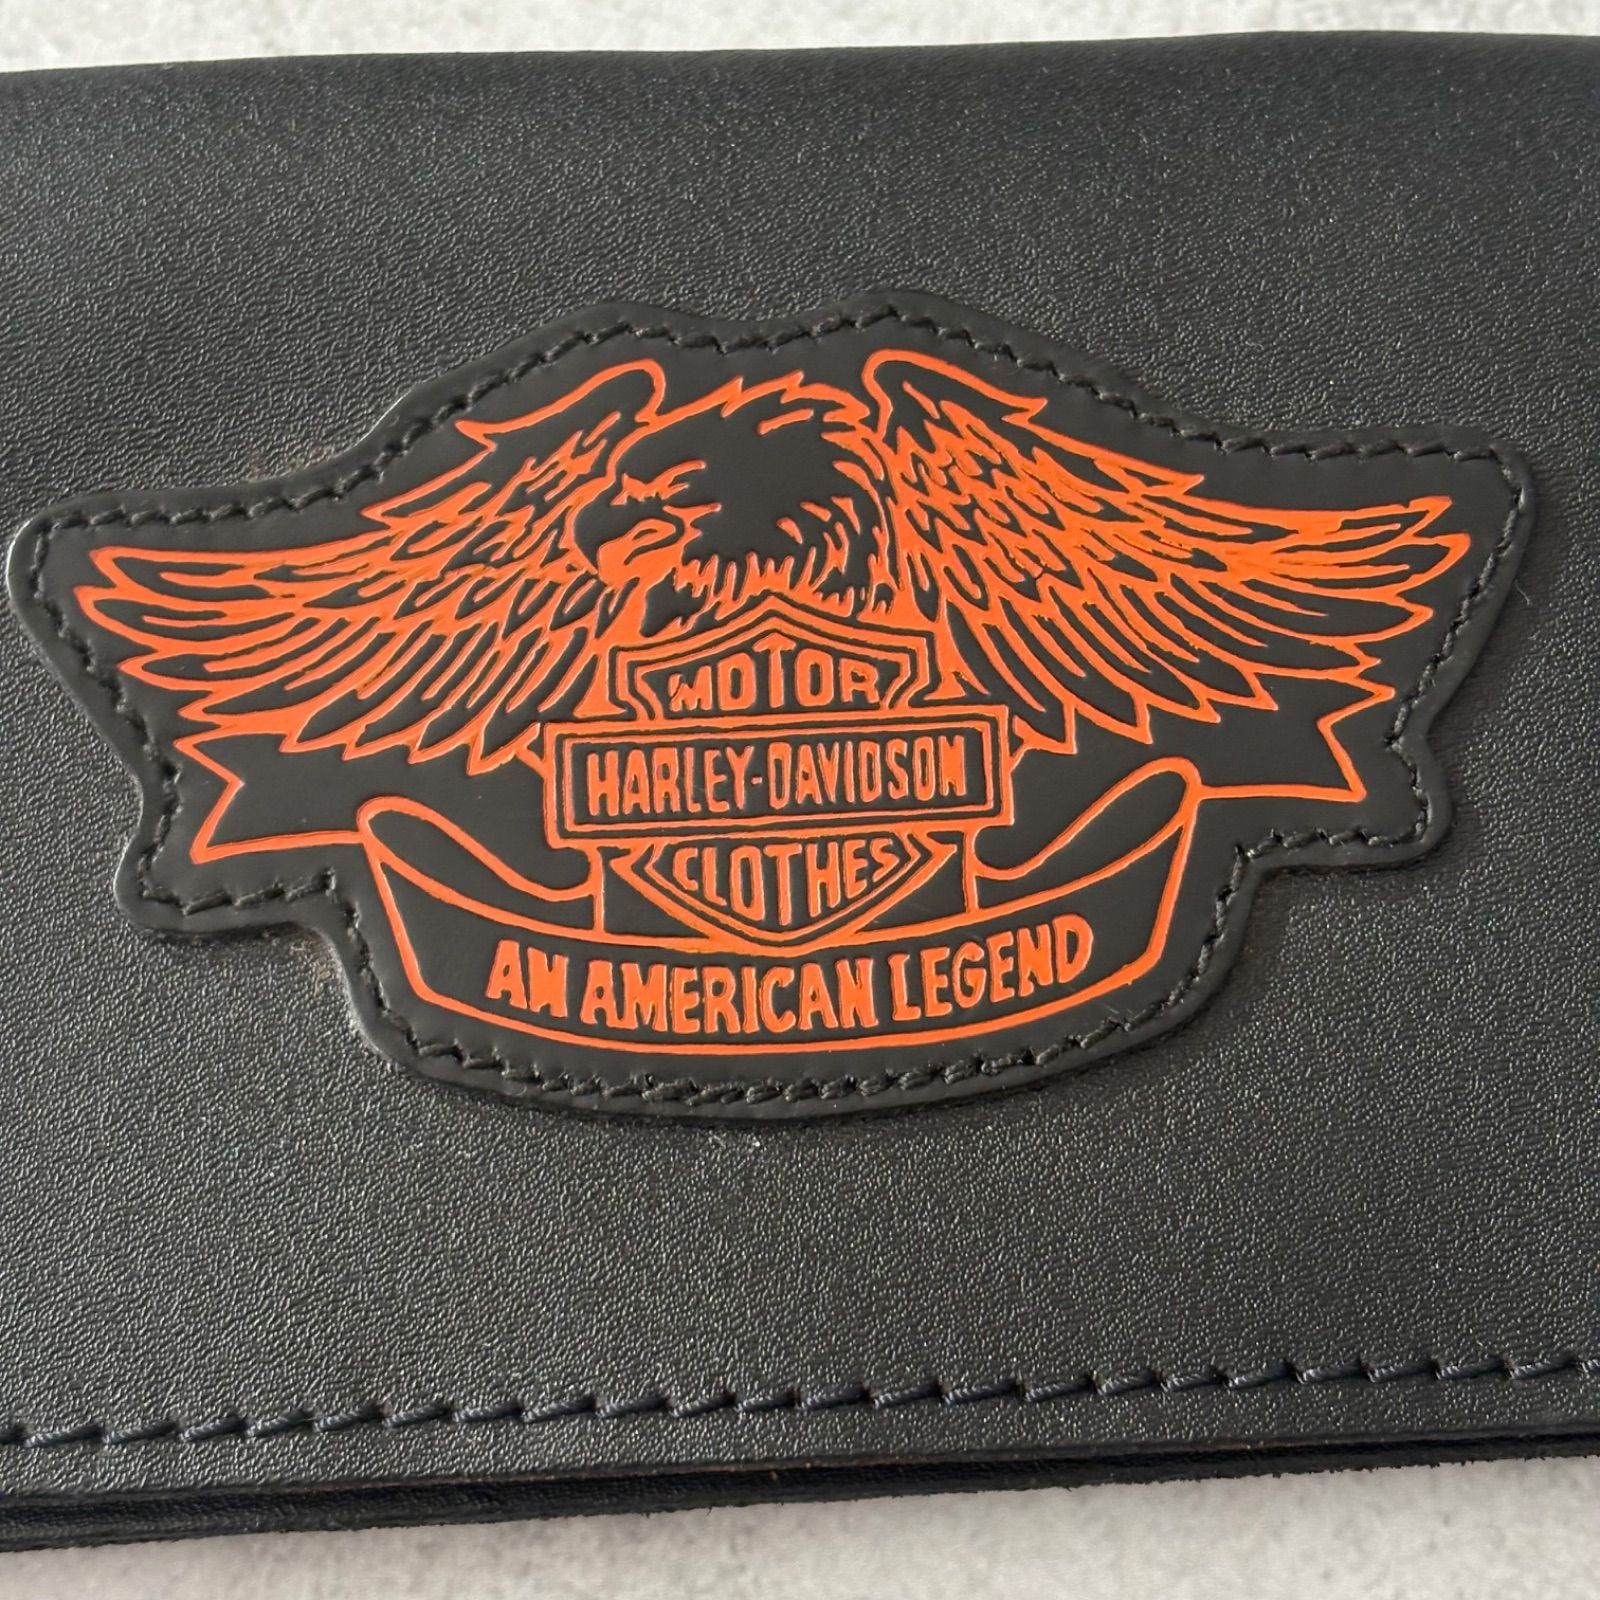 MOTOR
HARLEY-DAVIDSON
CLOTHES
AN AMERICAN LEGEND